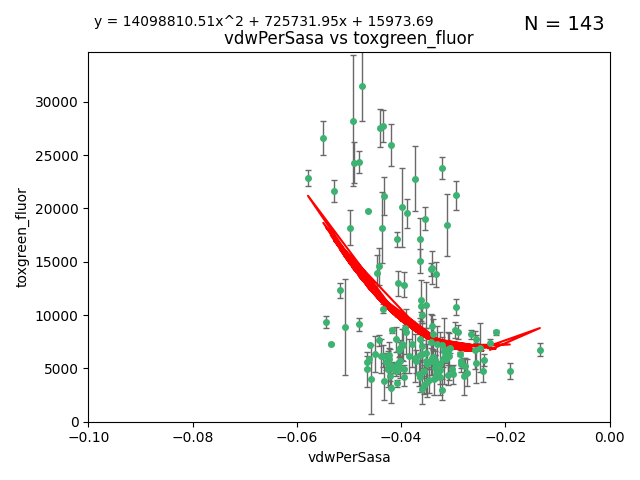 y = 14098810.51x^2 + 725731.95x + 15973.69
N = 143
vdwPerSasa vs toxgreen_fluor
toxgreen_fluor
30000
25000
20000
15000
10000
5000
0
−0.10
−0.08
−0.06
−0.04
−0.02
0.00
vdwPerSasa